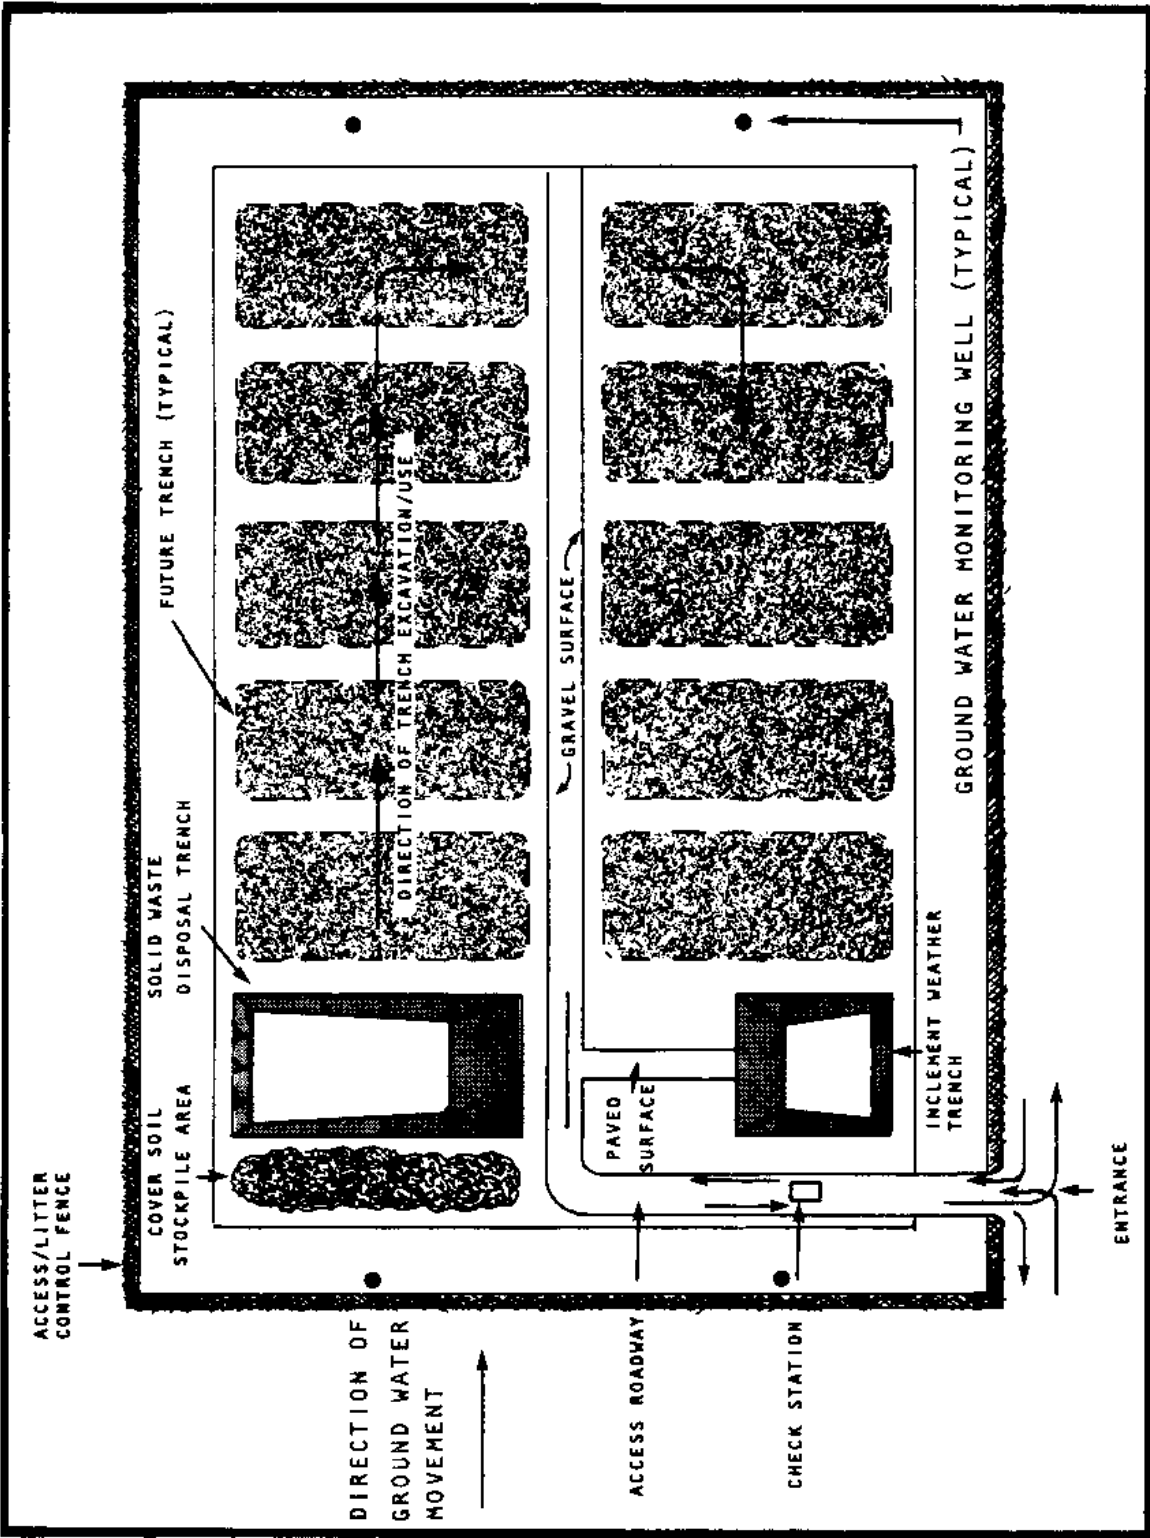 ACCESS/LITTER
CONTROL FENCE
COVER SOIL
STOCKPILE AREA
SOLID WASTE
DISPOSAL TRENCH
FUTURE TRENCH (TYPICAL)
DIRECTION OF
GROUND WATER
MOVEMENT
DIRECTION OF TRENCH EXCAVATION/USE
GRAVEL SURFACE
PAVED
SURFACE
ACCESS ROADWAY
CHECK STATION
INCLEMENT WEATHER
TRENCH
GROUND WATER MONITORING WELL (TYPICAL)
ENTRANCE